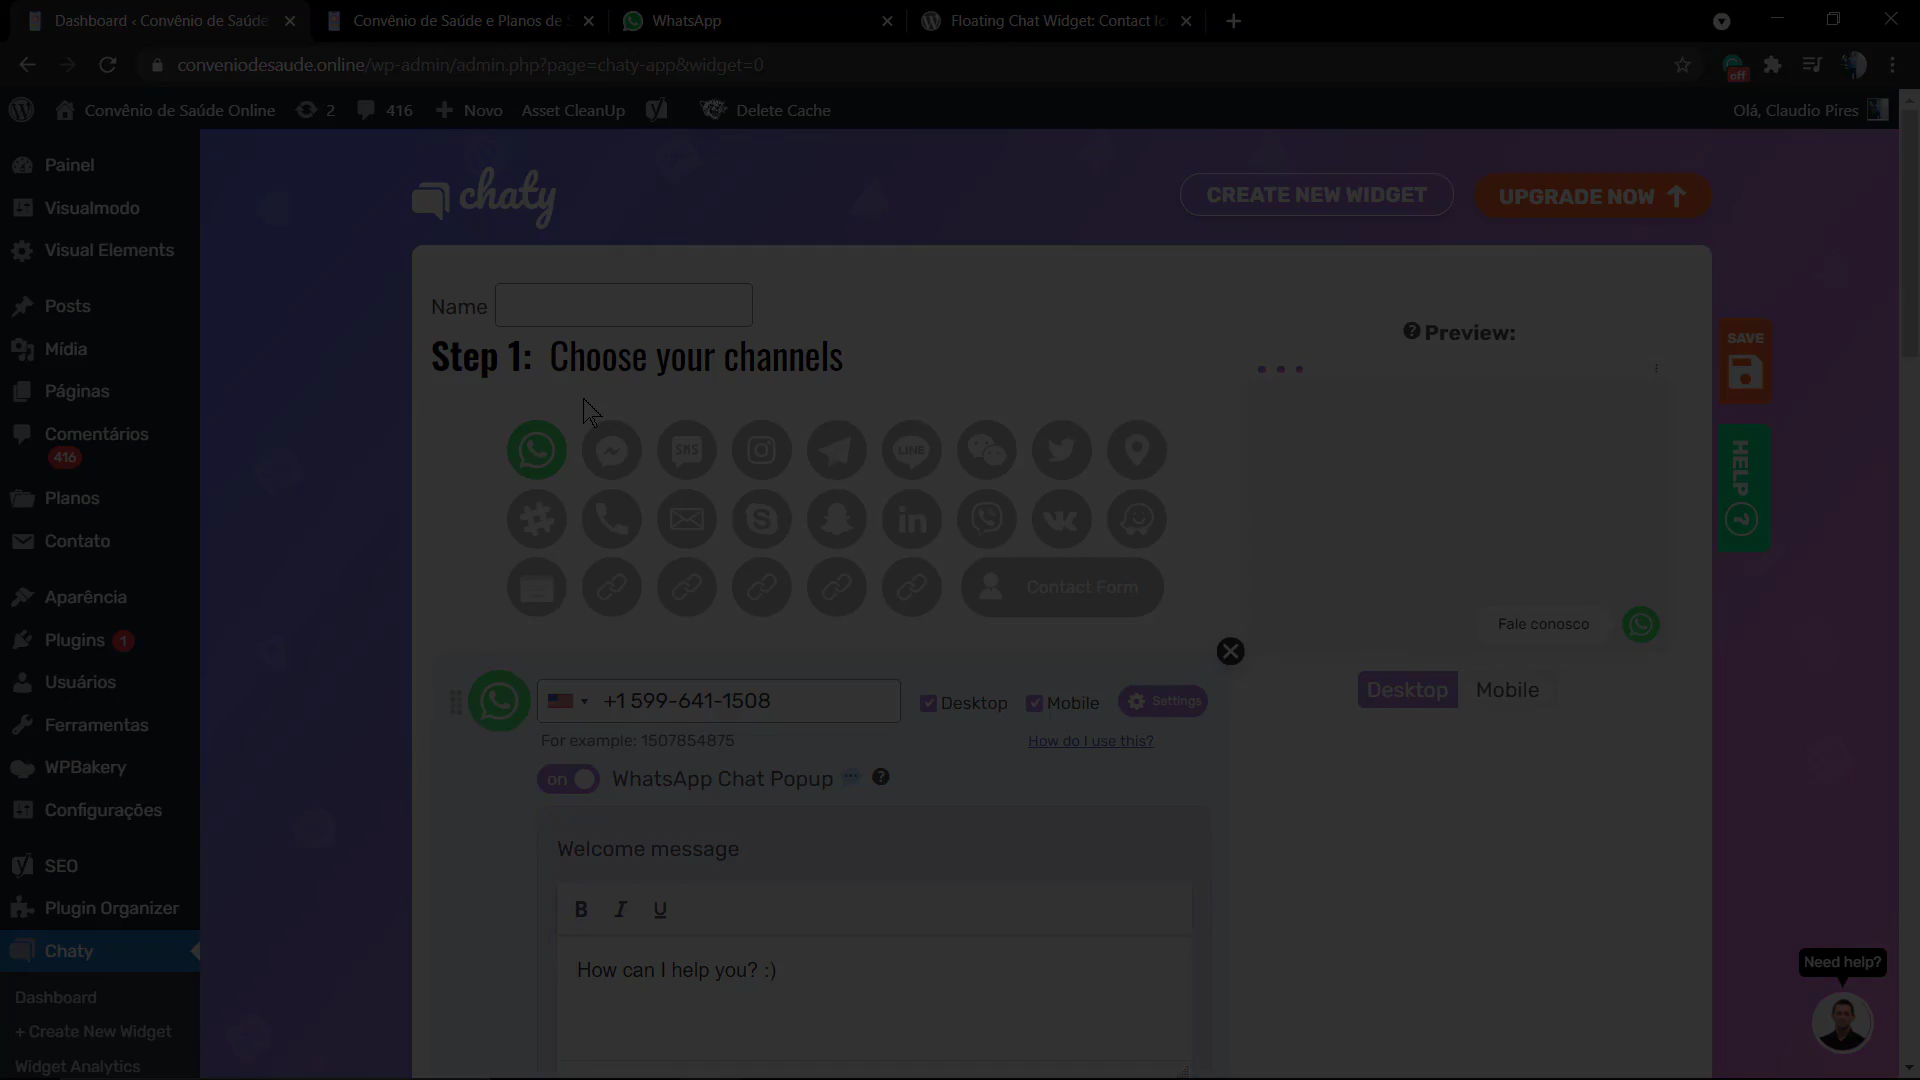 Dashboard ‹ Convênio de Saúde
Convênio de Saúde e Planos de S
WhatsApp
Floating Chat Widget: Contact Ic
conveniodesaude.online/wp-admin/admin.php?page=chaty-app&widget=0
off
Convênio de Saúde Online
2
416
Novo
Asset CleanUp
Delete Cache
Olá, Claudio Pires
Painel
Visualmodo
Visual Elements
Posts
Mídia
Páginas
Comentários
416
Planos
Contato
Aparência
Plugins 1
Usuários
Ferramentas
WPBakery
Configurações
SEO
Plugin Organizer
Chaty
Dashboard
+ Create New Widget
Widget Analytics
chaty
CREATE NEW WIDGET
UPGRADE NOW
Name
Step 1: Choose your channels
SMS
LINE
Contact Form
Preview:
Fale conosco
Desktop
Mobile
SAVE
HELP ?
+1 599-641-1508
Desktop
Mobile
Settings
For example: 1507854875
How do I use this?
on
WhatsApp Chat Popup
Welcome message
B I U
How can I help you? :)
Need help?